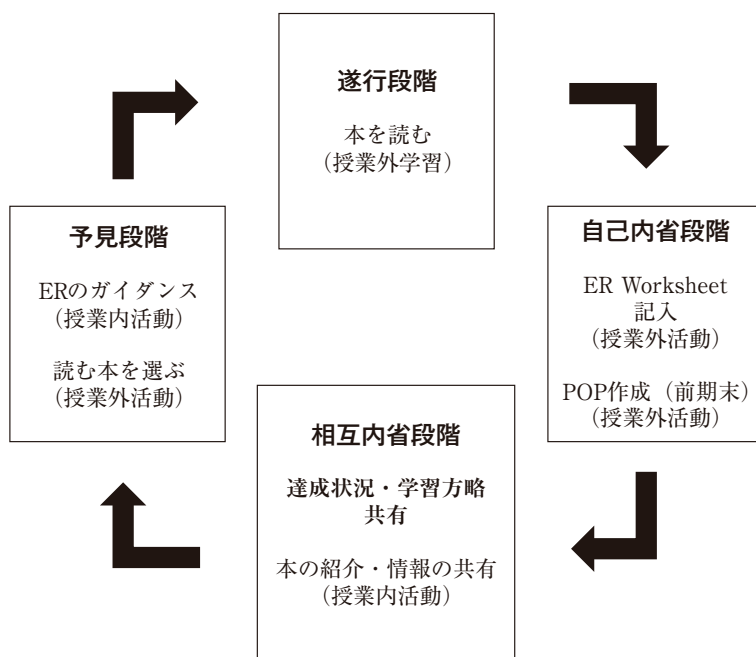 遂行段階
本を読む
（授業外学習）
予見段階
ERのガイダンス
（授業内活動）
読む本を選ぶ
（授業外活動）
自己内省段階
ER Worksheet
記入
（授業外活動）
POP作成（前期末）
（授業外活動）
相互内省段階
達成状況・学習方略
共有
本の紹介・情報の共有
（授業内活動）